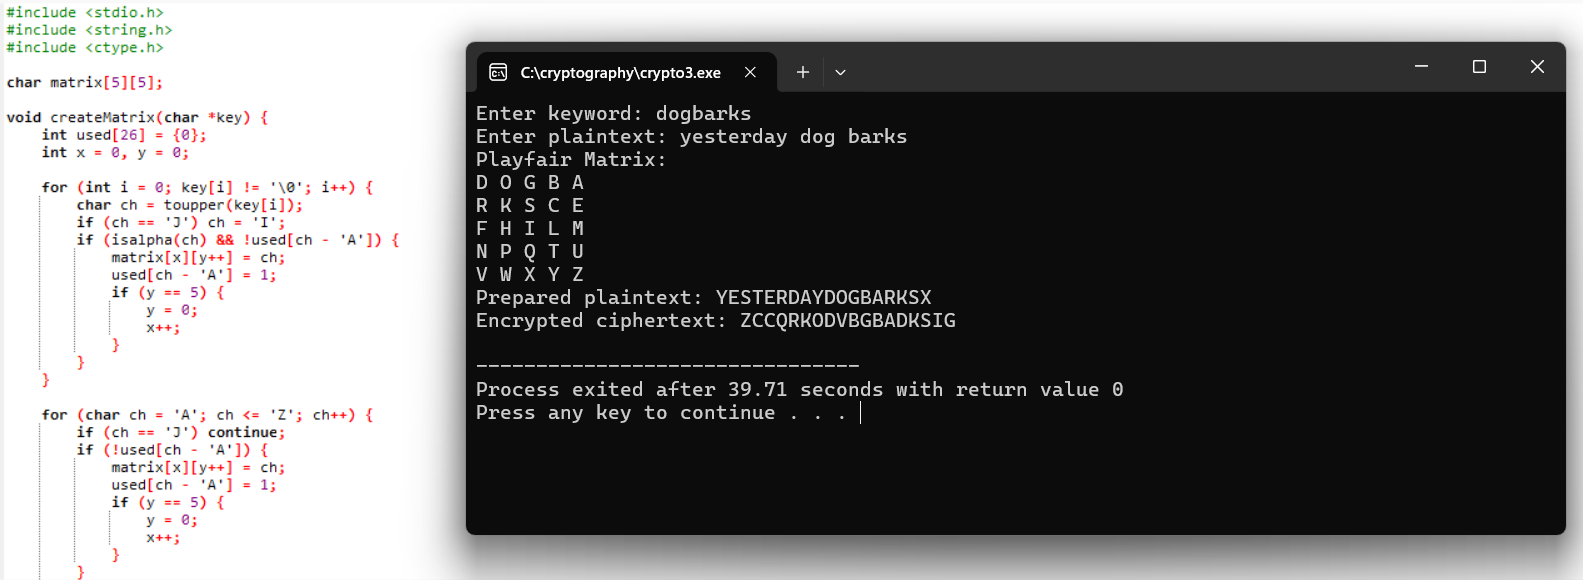 #include <stdio.h>
#include <string.h>
#include <ctype.h>
char matrix[5][5];
void createMatrix(char *key) {
int used[26] = {0};
int x = 0, y = 0;
for (int i = 0; key[i] != '\0'; i++) {
char ch = toupper(key[i]);
if (ch == 'J') ch = 'I';
if (isalpha(ch) && !used[ch - 'A']) {
matrix[x][y++] = ch;
used[ch - 'A'] = 1;
if (y == 5) {
y = 0;
x++;
}
}
}
for (char ch = 'A'; ch <= 'Z'; ch++) {
if (ch == 'J') continue;
if (!used[ch - 'A']) {
matrix[x][y++] = ch;
used[ch - 'A'] = 1;
if (y == 5) {
y = 0;
x++;
}
}
C:\cryptography\crypto3.exe
Enter keyword: dogbarks
Enter plaintext: yesterday dog barks
Playfair Matrix:
D O G B A
R K S C E
F H I L M
N P Q T U
V W X Y Z
Prepared plaintext: YESTERDAYDOGBARKSX
Encrypted ciphertext: ZCCQRKODVBGBADKSIG
--------------------------------
Process exited after 39.71 seconds with return value 0
Press any key to continue . . .